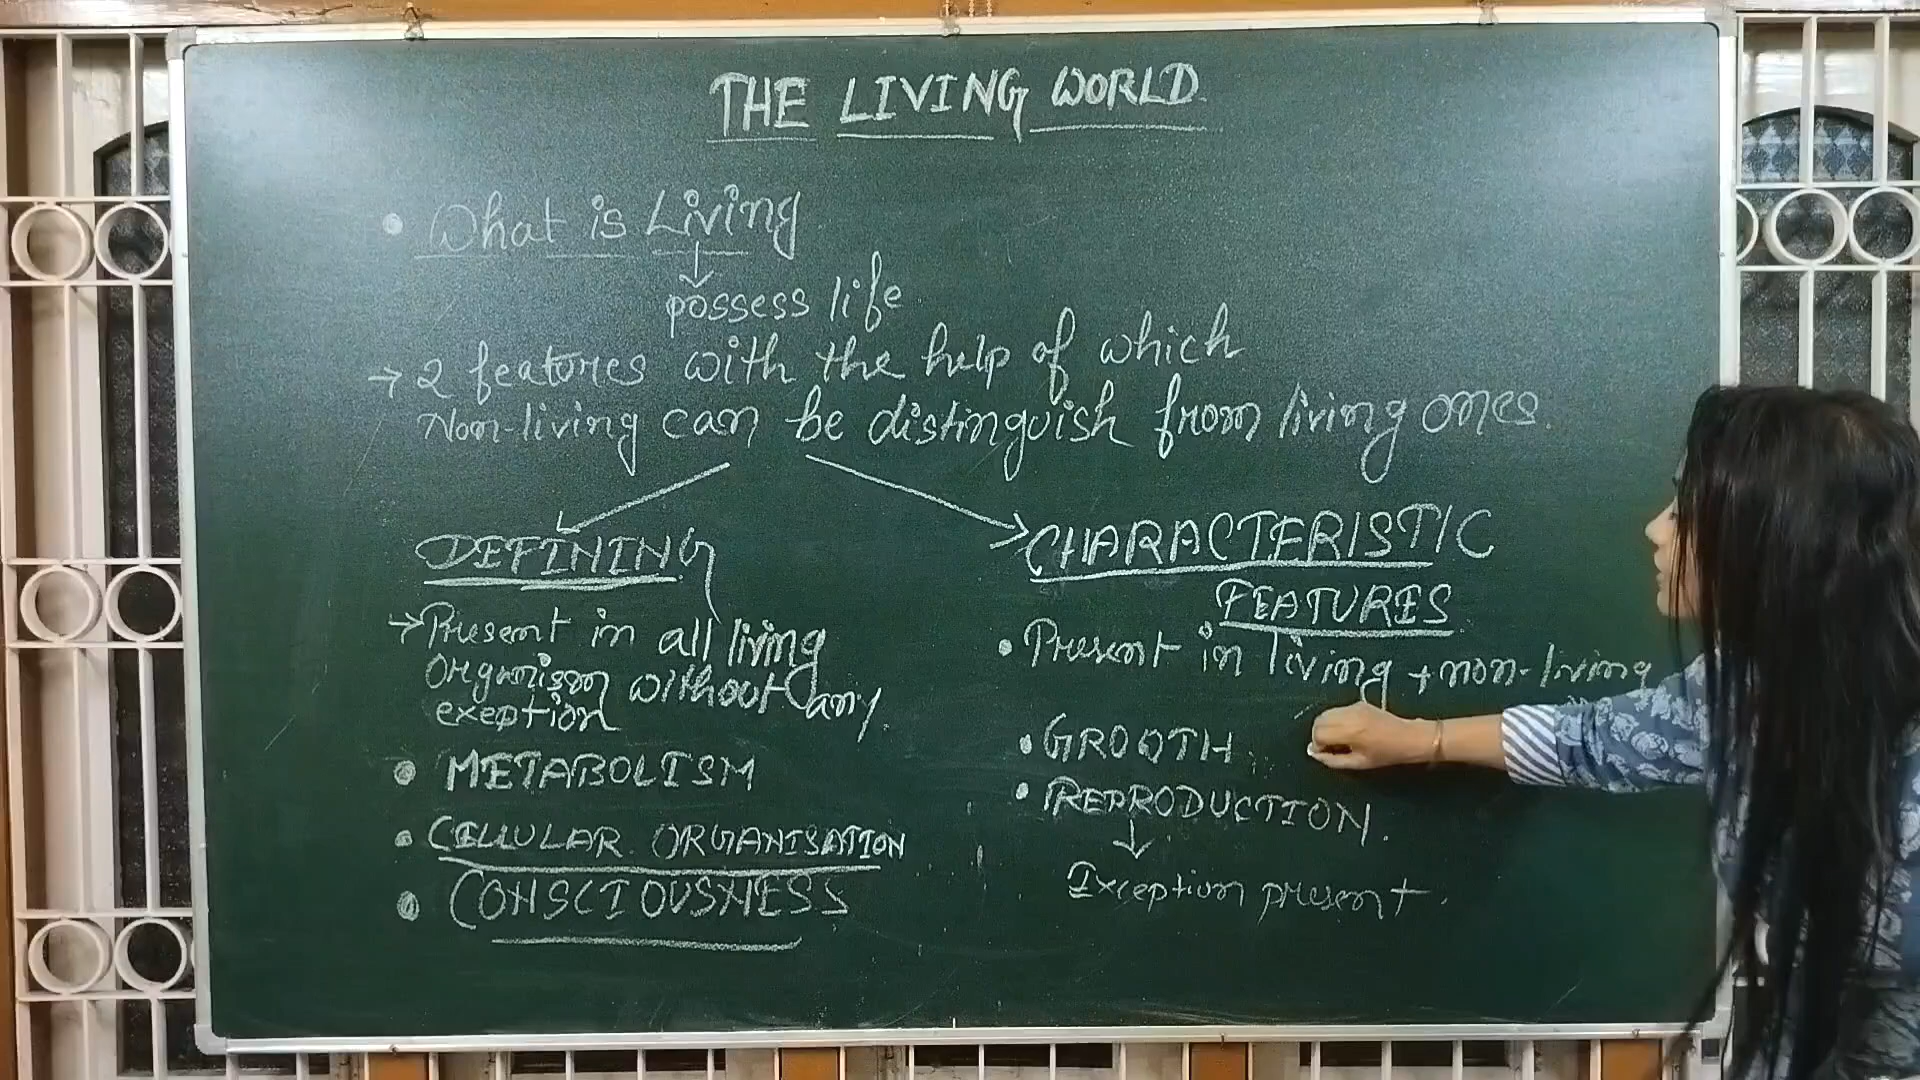 THE LIVING WORLD
• What is Living
↓
possess life
→ 2 features with the help of which
Non-living can be distinguish from living ones.
DEFINING
→ Present in all living
organism without any
exeption
• METABOLISM
• CELLULAR ORGANISATION
• CONSCIOUSNESS
CHARACTERISTIC
FEATURES
• Present in living + non-living
• GROOTH
• REPRODUCTION.
↓
Exception present.